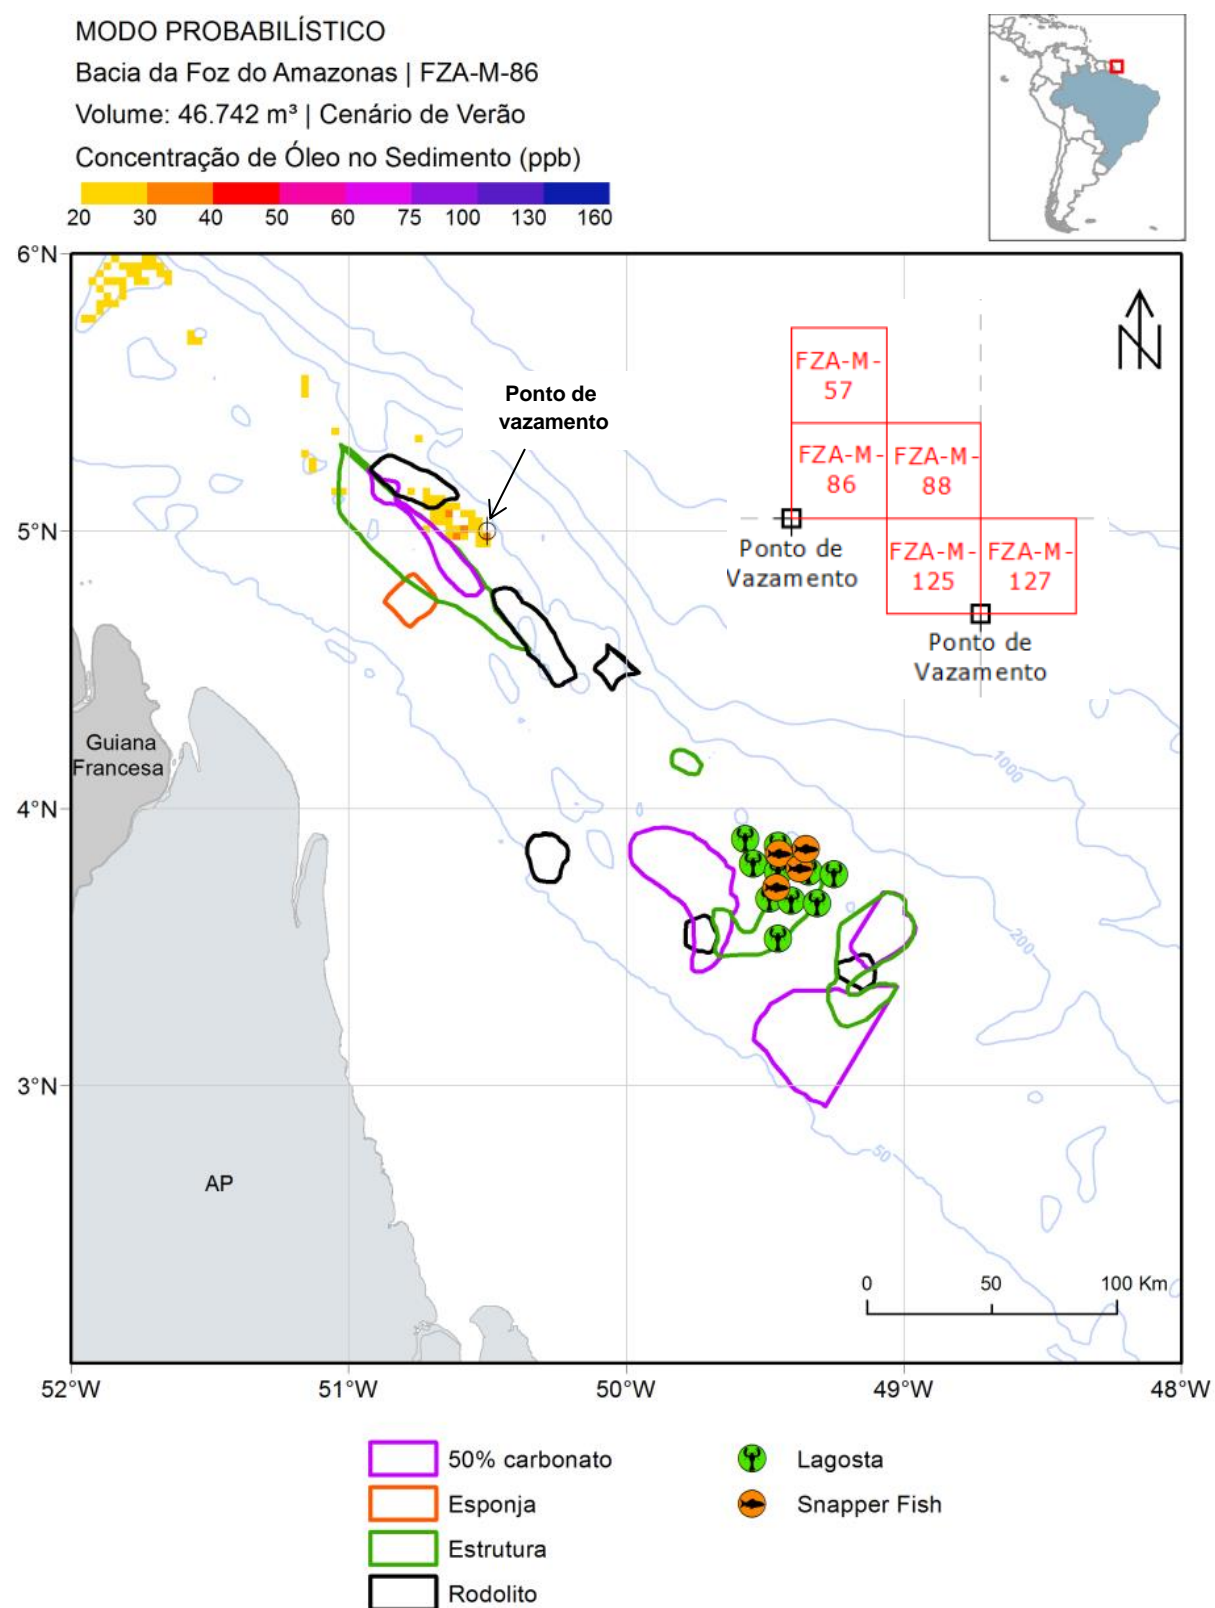 MODO PROBABILÍSTICO
Bacia da Foz do Amazonas | FZA-M-86
Volume: 46.742 m³ | Cenário de Verão
Concentração de Óleo no Sedimento (ppb)
20 30 40 50 60 75 100 130 160
6°N
5°N
4°N
3°N
Ponto de
vazamento
FZA-M-
57
FZA-M-
86
FZA-M-
88
Ponto de
Vazamento
FZA-M-
125
FZA-M-
127
Ponto de
Vazamento
N
Guiana
Francesa
1000
200
50
AP
0 50 100 Km
52°W 51°W 50°W 49°W 48°W
50% carbonato
Esponja
Estrutura
Rodolito
Lagosta
Snapper Fish